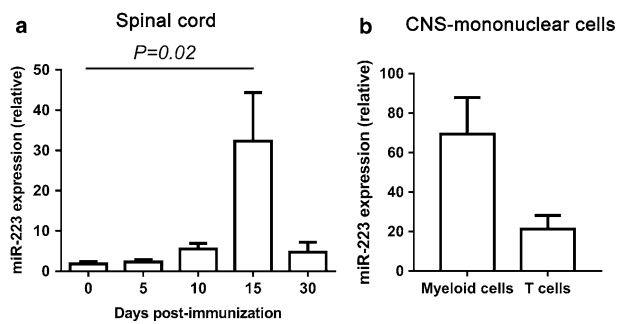 a
Spinal cord
P=0.02
miR-223 expression (relative)
50
40
30
20
10
0
0 5 10 15 30
Days post-immunization
b
CNS-mononuclear cells
miR-223 expression (relative)
100
80
60
40
20
0
Myeloid cells T cells